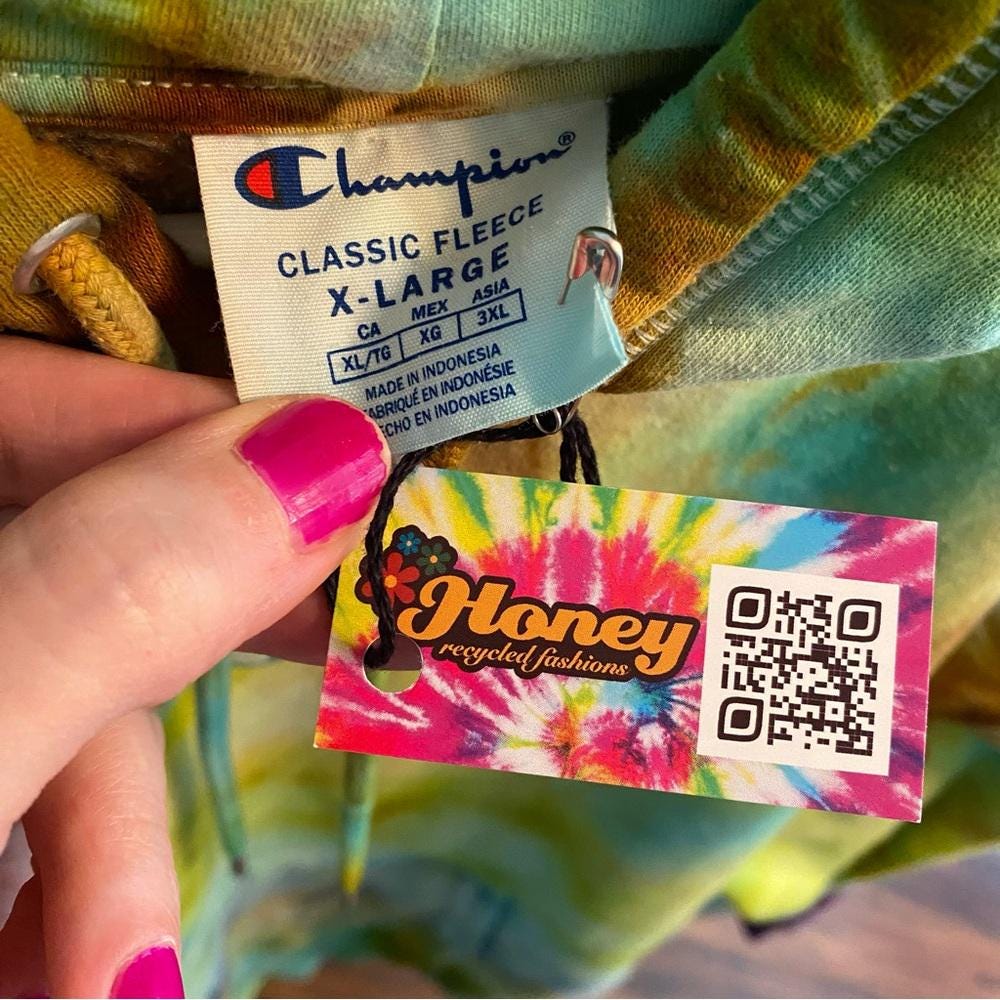 Champion®
CLASSIC FLEECE
X-LARGE
CA MEX ASIA
XL/TG XG 3XL
MADE IN INDONESIA
FABRIQUÉ EN INDONÉSIE
ECHO EN INDONESIA
Honey
recycled fashions